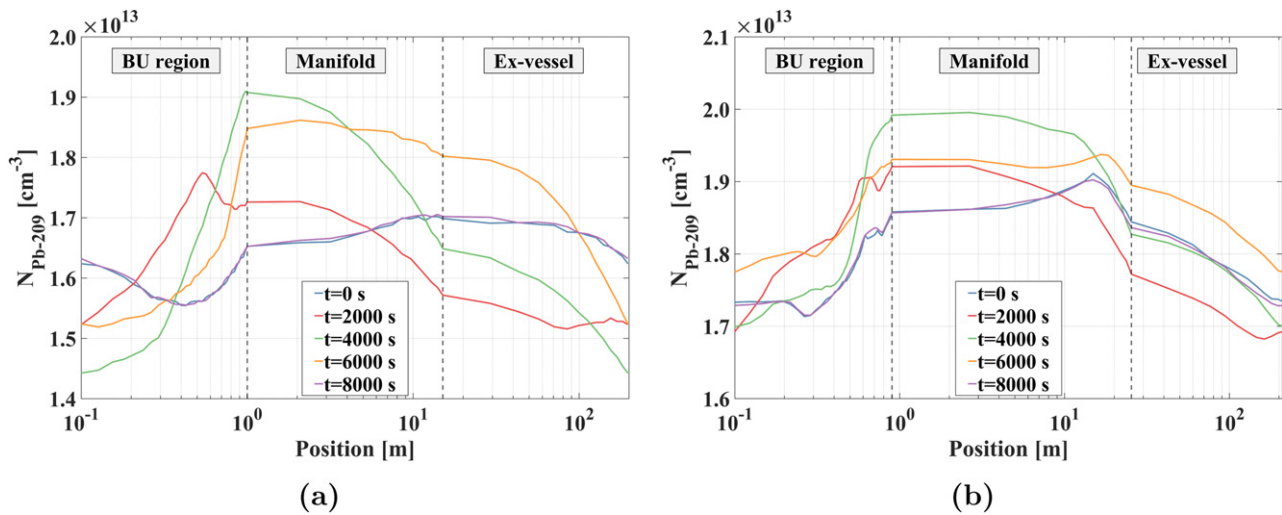 ×10^13
N_Pb-209 [cm^-3]
2.0
1.9
1.8
1.7
1.6
1.5
1.4
BU region
Manifold
Ex-vessel
t=0 s
t=2000 s
t=4000 s
t=6000 s
t=8000 s
10^-1
10^0
10^1
10^2
Position [m]
(a)
×10^13
N_Pb-209 [cm^-3]
2.1
2.0
1.9
1.8
1.7
1.6
BU region
Manifold
Ex-vessel
t=0 s
t=2000 s
t=4000 s
t=6000 s
t=8000 s
10^-1
10^0
10^1
10^2
Position [m]
(b)